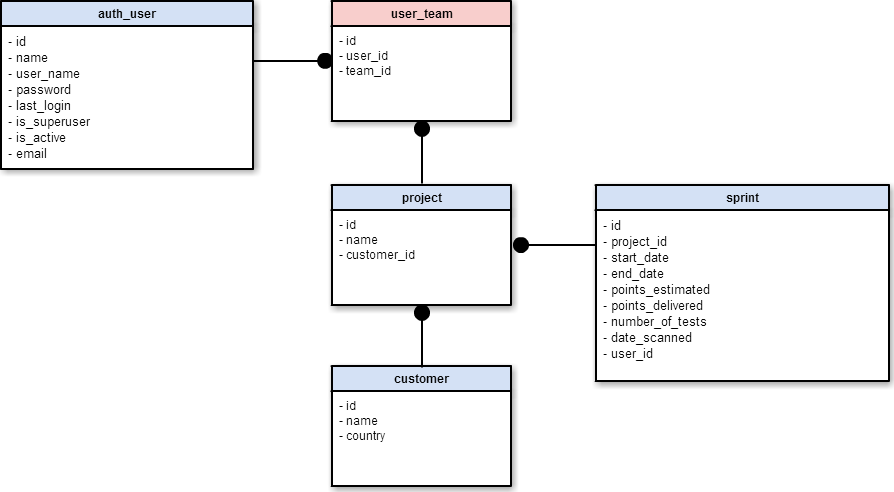 auth_user
- id
- name
- user_name
- password
- last_login
- is_superuser
- is_active
- email
user_team
- id
- user_id
- team_id
project
- id
- name
- customer_id
sprint
- id
- project_id
- start_date
- end_date
- points_estimated
- points_delivered
- number_of_tests
- date_scanned
- user_id
customer
- id
- name
- country